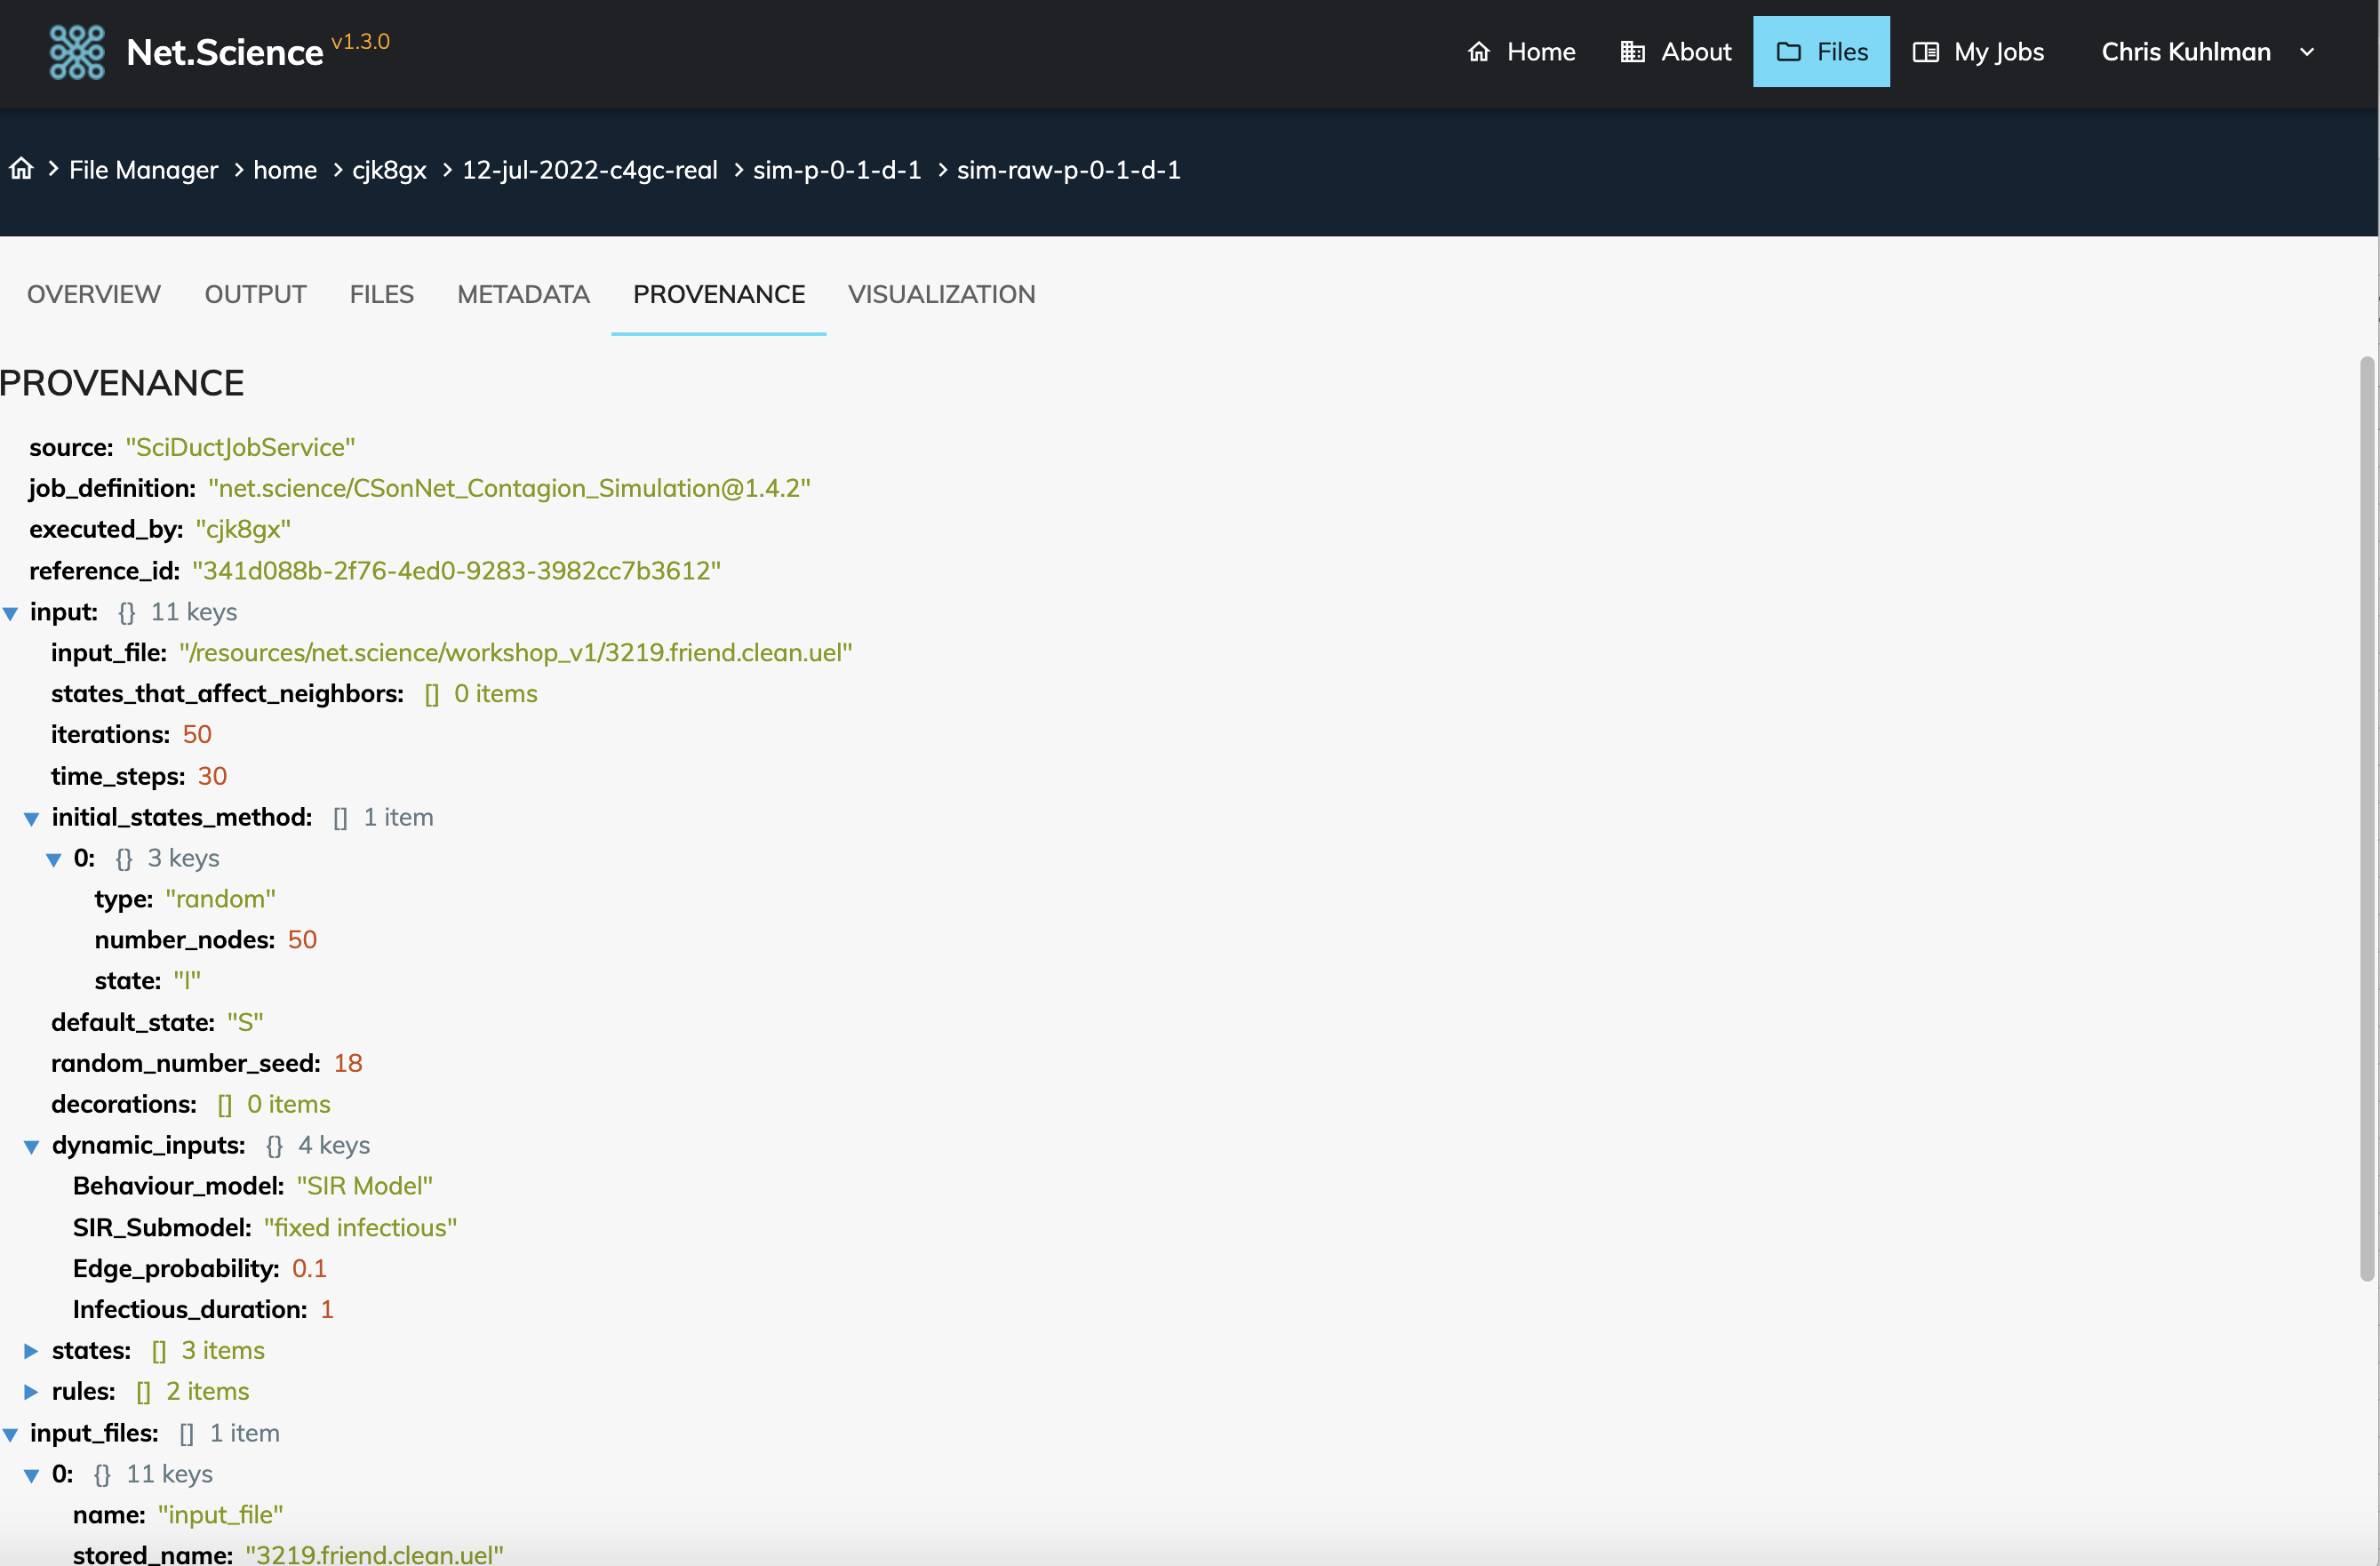 Net.Science v1.3.0
Home About Files My Jobs Chris Kuhlman
> File Manager > home > cjk8gx > 12-jul-2022-c4gc-real > sim-p-0-1-d-1 > sim-raw-p-0-1-d-1
OVERVIEW OUTPUT FILES METADATA PROVENANCE VISUALIZATION
PROVENANCE
source: "SciDuctJobService"
job_definition: "net.science/CSonNet_Contagion_Simulation@1.4.2"
executed_by: "cjk8gx"
reference_id: "341d088b-2f76-4ed0-9283-3982cc7b3612"
input: {} 11 keys
input_file: "/resources/net.science/workshop_v1/3219.friend.clean.uel"
states_that_affect_neighbors: [] 0 items
iterations: 50
time_steps: 30
initial_states_method: [] 1 item
0: {} 3 keys
type: "random"
number_nodes: 50
state: "I"
default_state: "S"
random_number_seed: 18
decorations: [] 0 items
dynamic_inputs: {} 4 keys
Behaviour_model: "SIR Model"
SIR_Submodel: "fixed infectious"
Edge_probability: 0.1
Infectious_duration: 1
states: [] 3 items
rules: [] 2 items
input_files: [] 1 item
0: {} 11 keys
name: "input_file"
stored_name: "3219.friend.clean.uel"